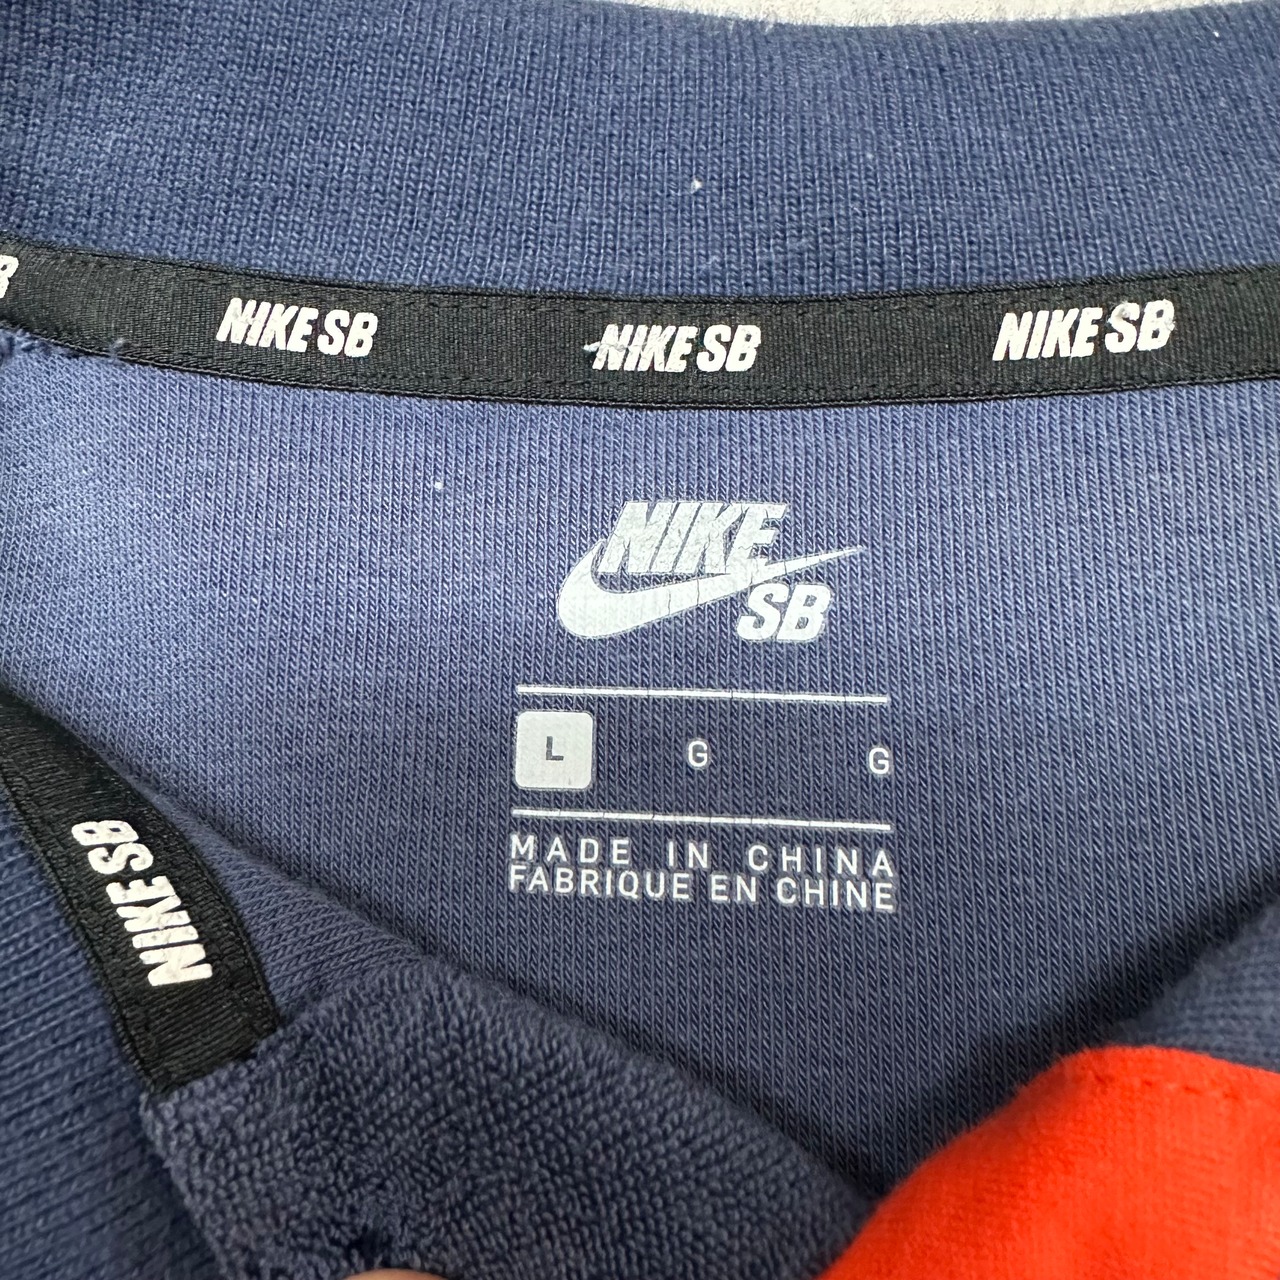 B
NIKE SB
NIKE SB
NIKE SB
NIKE
SB
L G G
MADE IN CHINA
FABRIQUE EN CHINE
NIKE SB